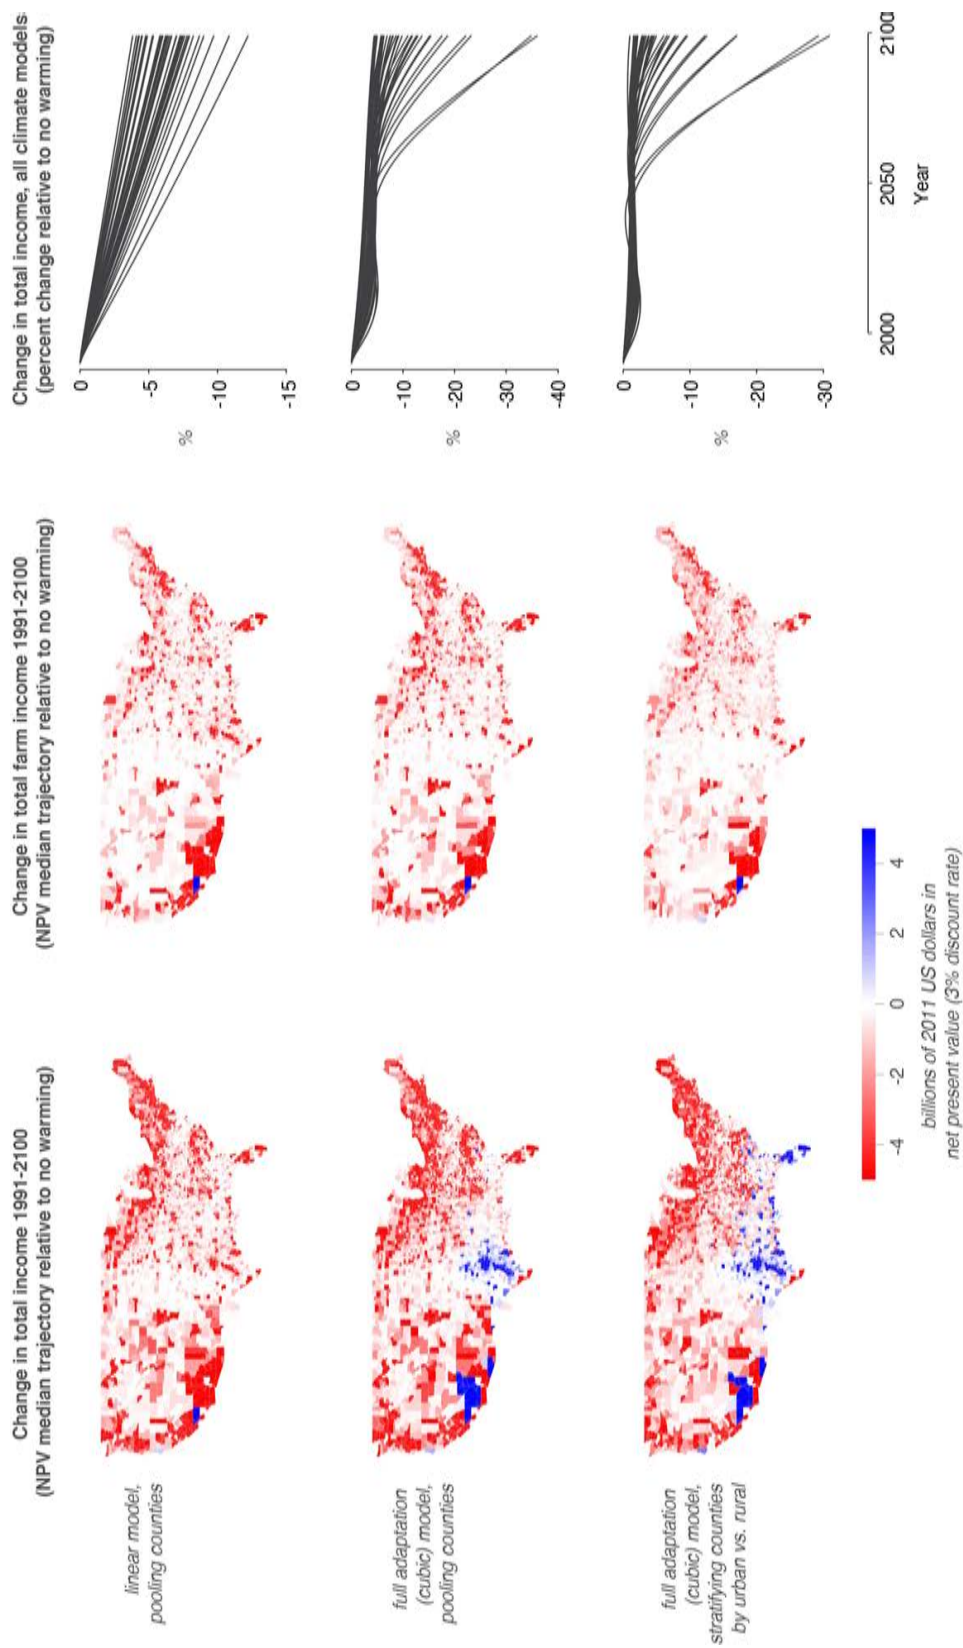 Change in total income 1991-2100
(NPV median trajectory relative to no warming)
Change in total farm income 1991-2100
(NPV median trajectory relative to no warming)
Change in total income, all climate models
(percent change relative to no warming)
linear model,
pooling counties
0
-5
-10
-15
%
full adaptation
(cubic) model,
pooling counties
0
-10
-20
-30
-40
%
full adaptation
(cubic) model,
stratifying counties
by urban vs. rural
0
-10
-20
-30
%
-4
-2
0
2
4
billions of 2011 US dollars in
net present value (3% discount rate)
2000
2050
2100
Year